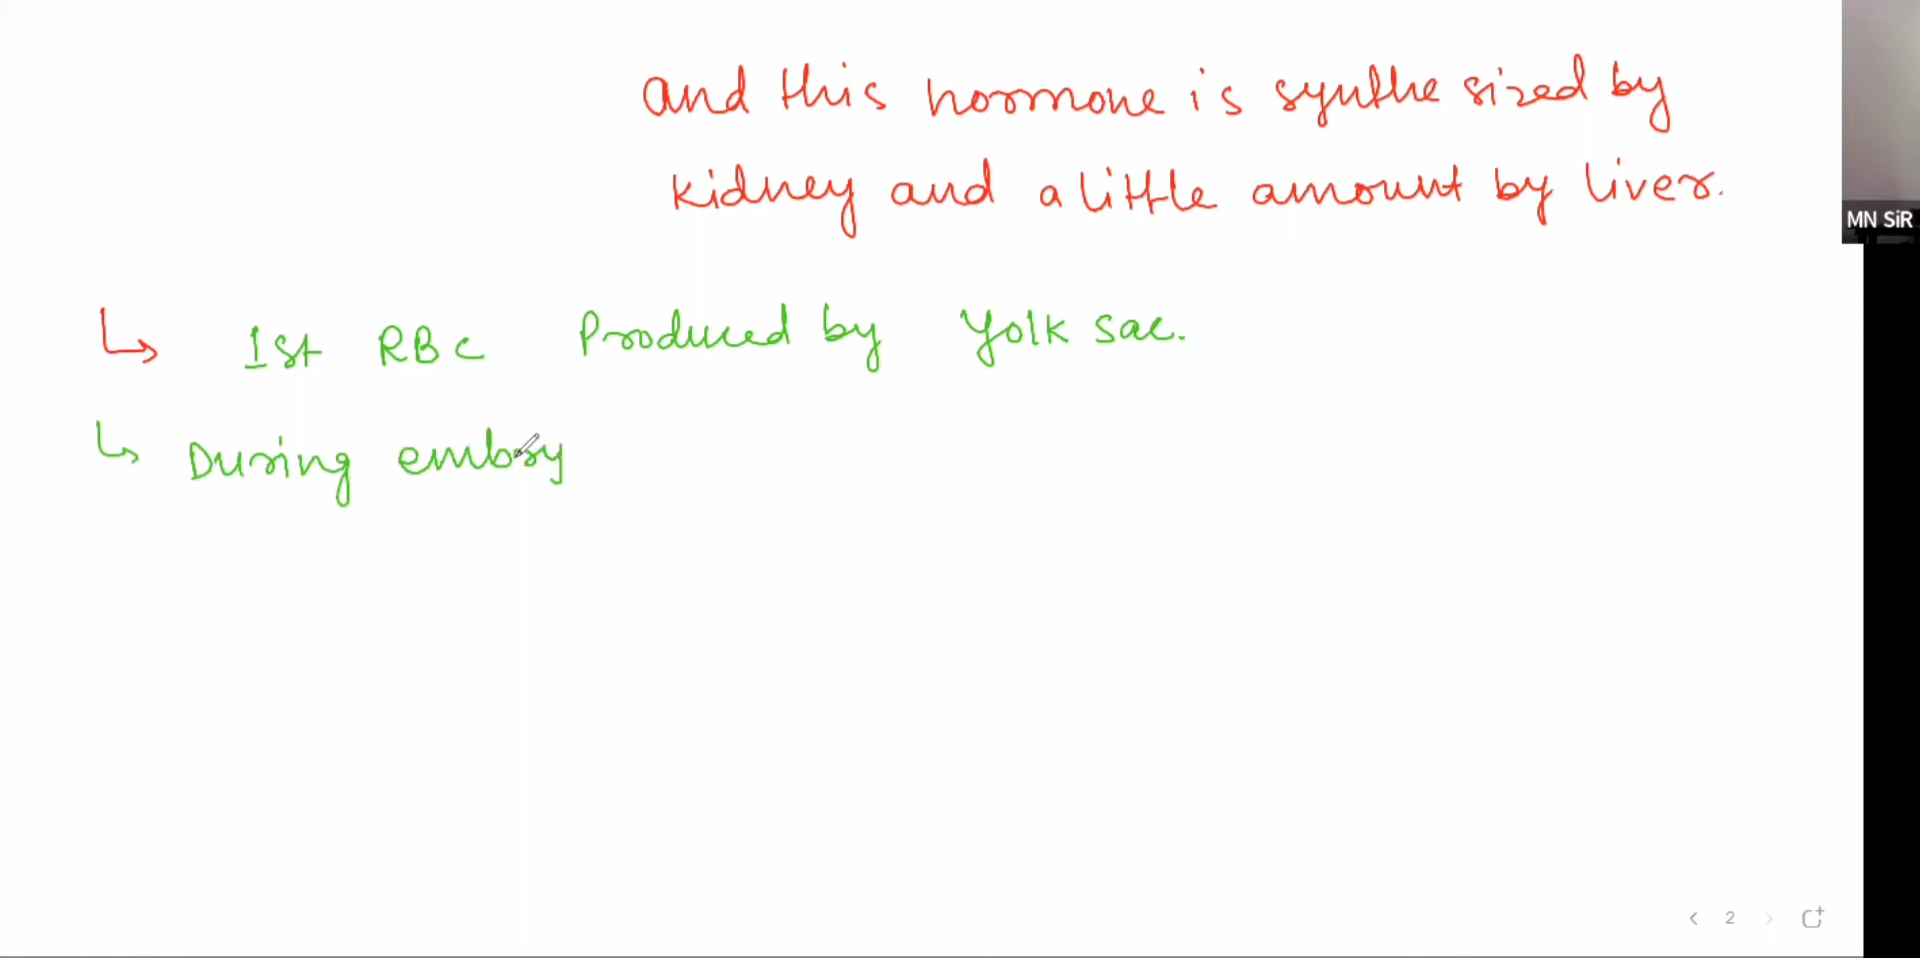 and this hormone is synthesized by
kidney and a little amount by liver.
MN SiR
↳ 1st RBC Produced by Yolk sac.
↳ During embry
2